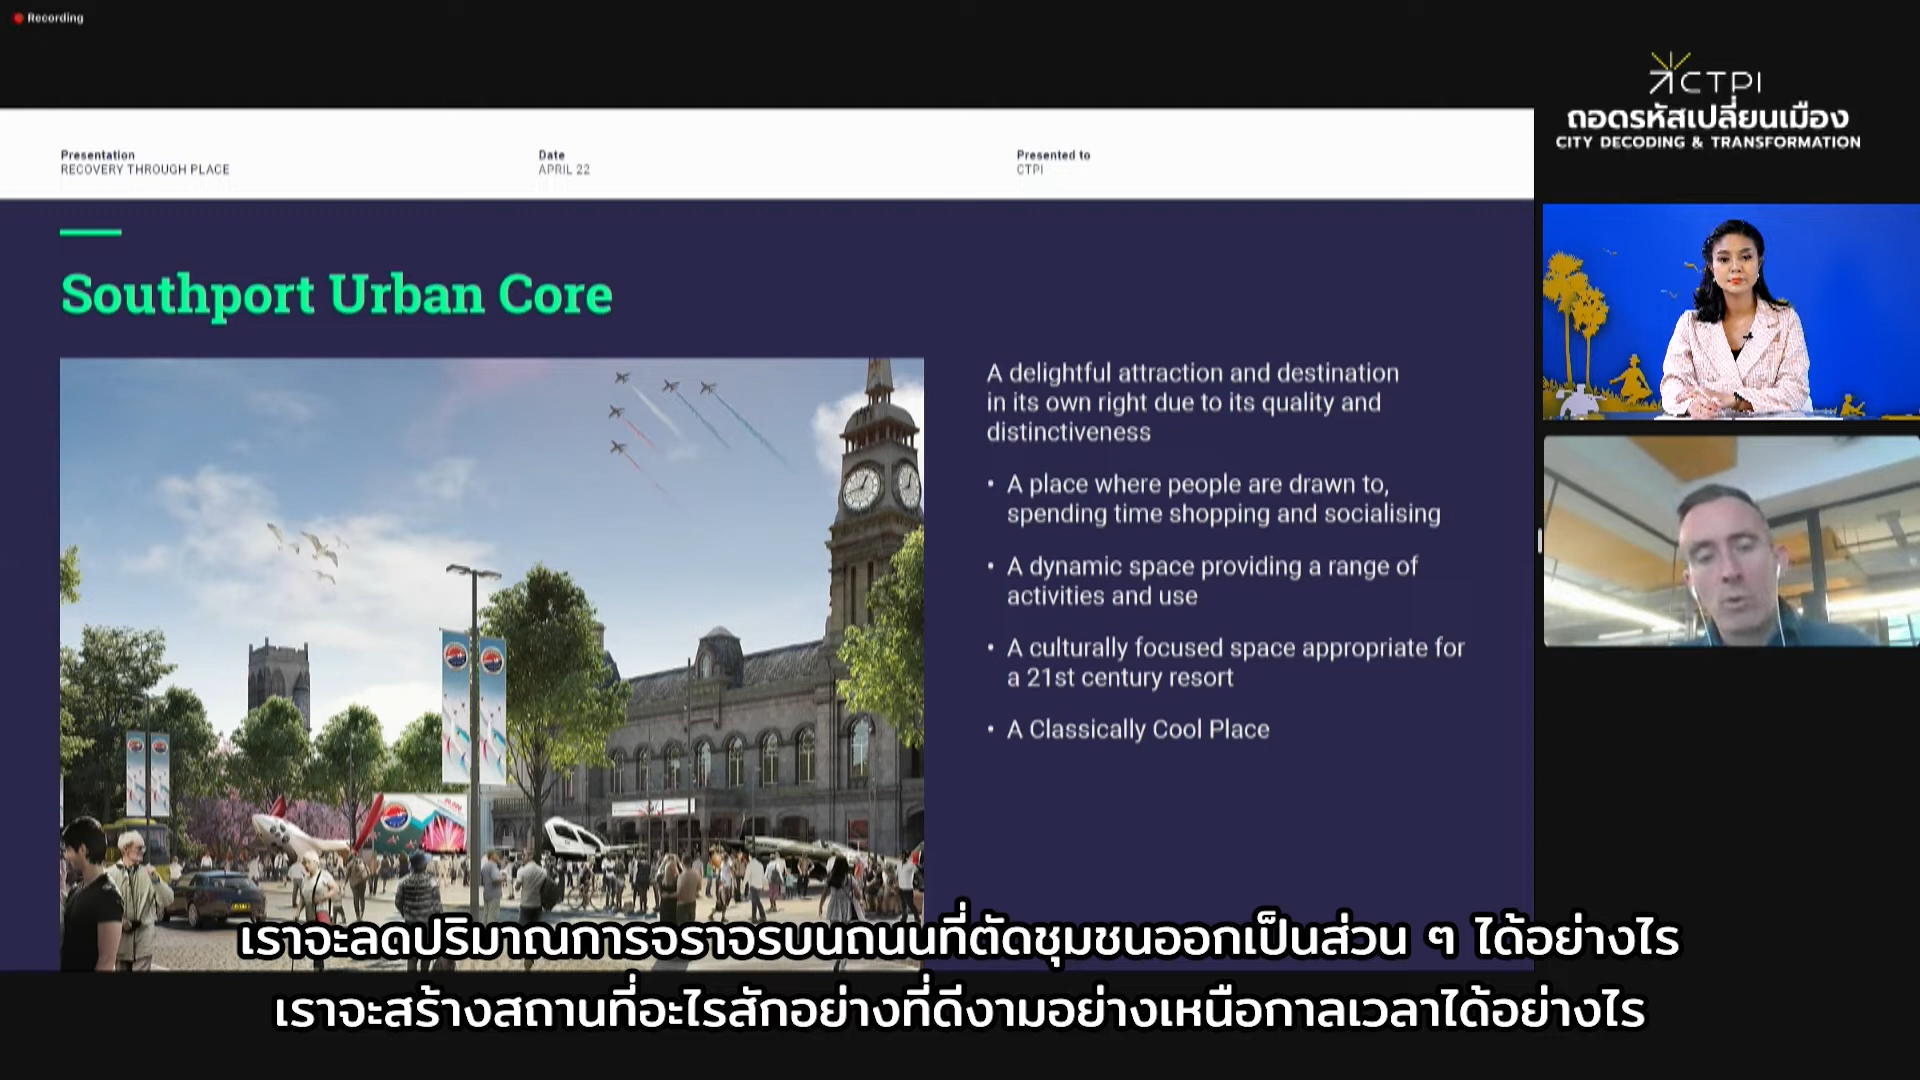 Recording
CTPI
ถอดรหัสเปลี่ยนเมือง
CITY DECODING & TRANSFORMATION
Presentation
RECOVERY THROUGH PLACE
Date
APRIL 22
Presented to
CTPI
Southport Urban Core
A delightful attraction and destination
in its own right due to its quality and
distinctiveness
• A place where people are drawn to,
spending time shopping and socialising
• A dynamic space providing a range of
activities and use
• A culturally focused space appropriate for
a 21st century resort
• A Classically Cool Place
เราจะลดปริมาณการจราจรบนถนนที่ตัดชุมชนออกเป็นส่วน ๆ ได้อย่างไร
เราจะสร้างสถานที่อะไรสักอย่างที่ดีงามอย่างเหนือกาลเวลาได้อย่างไร